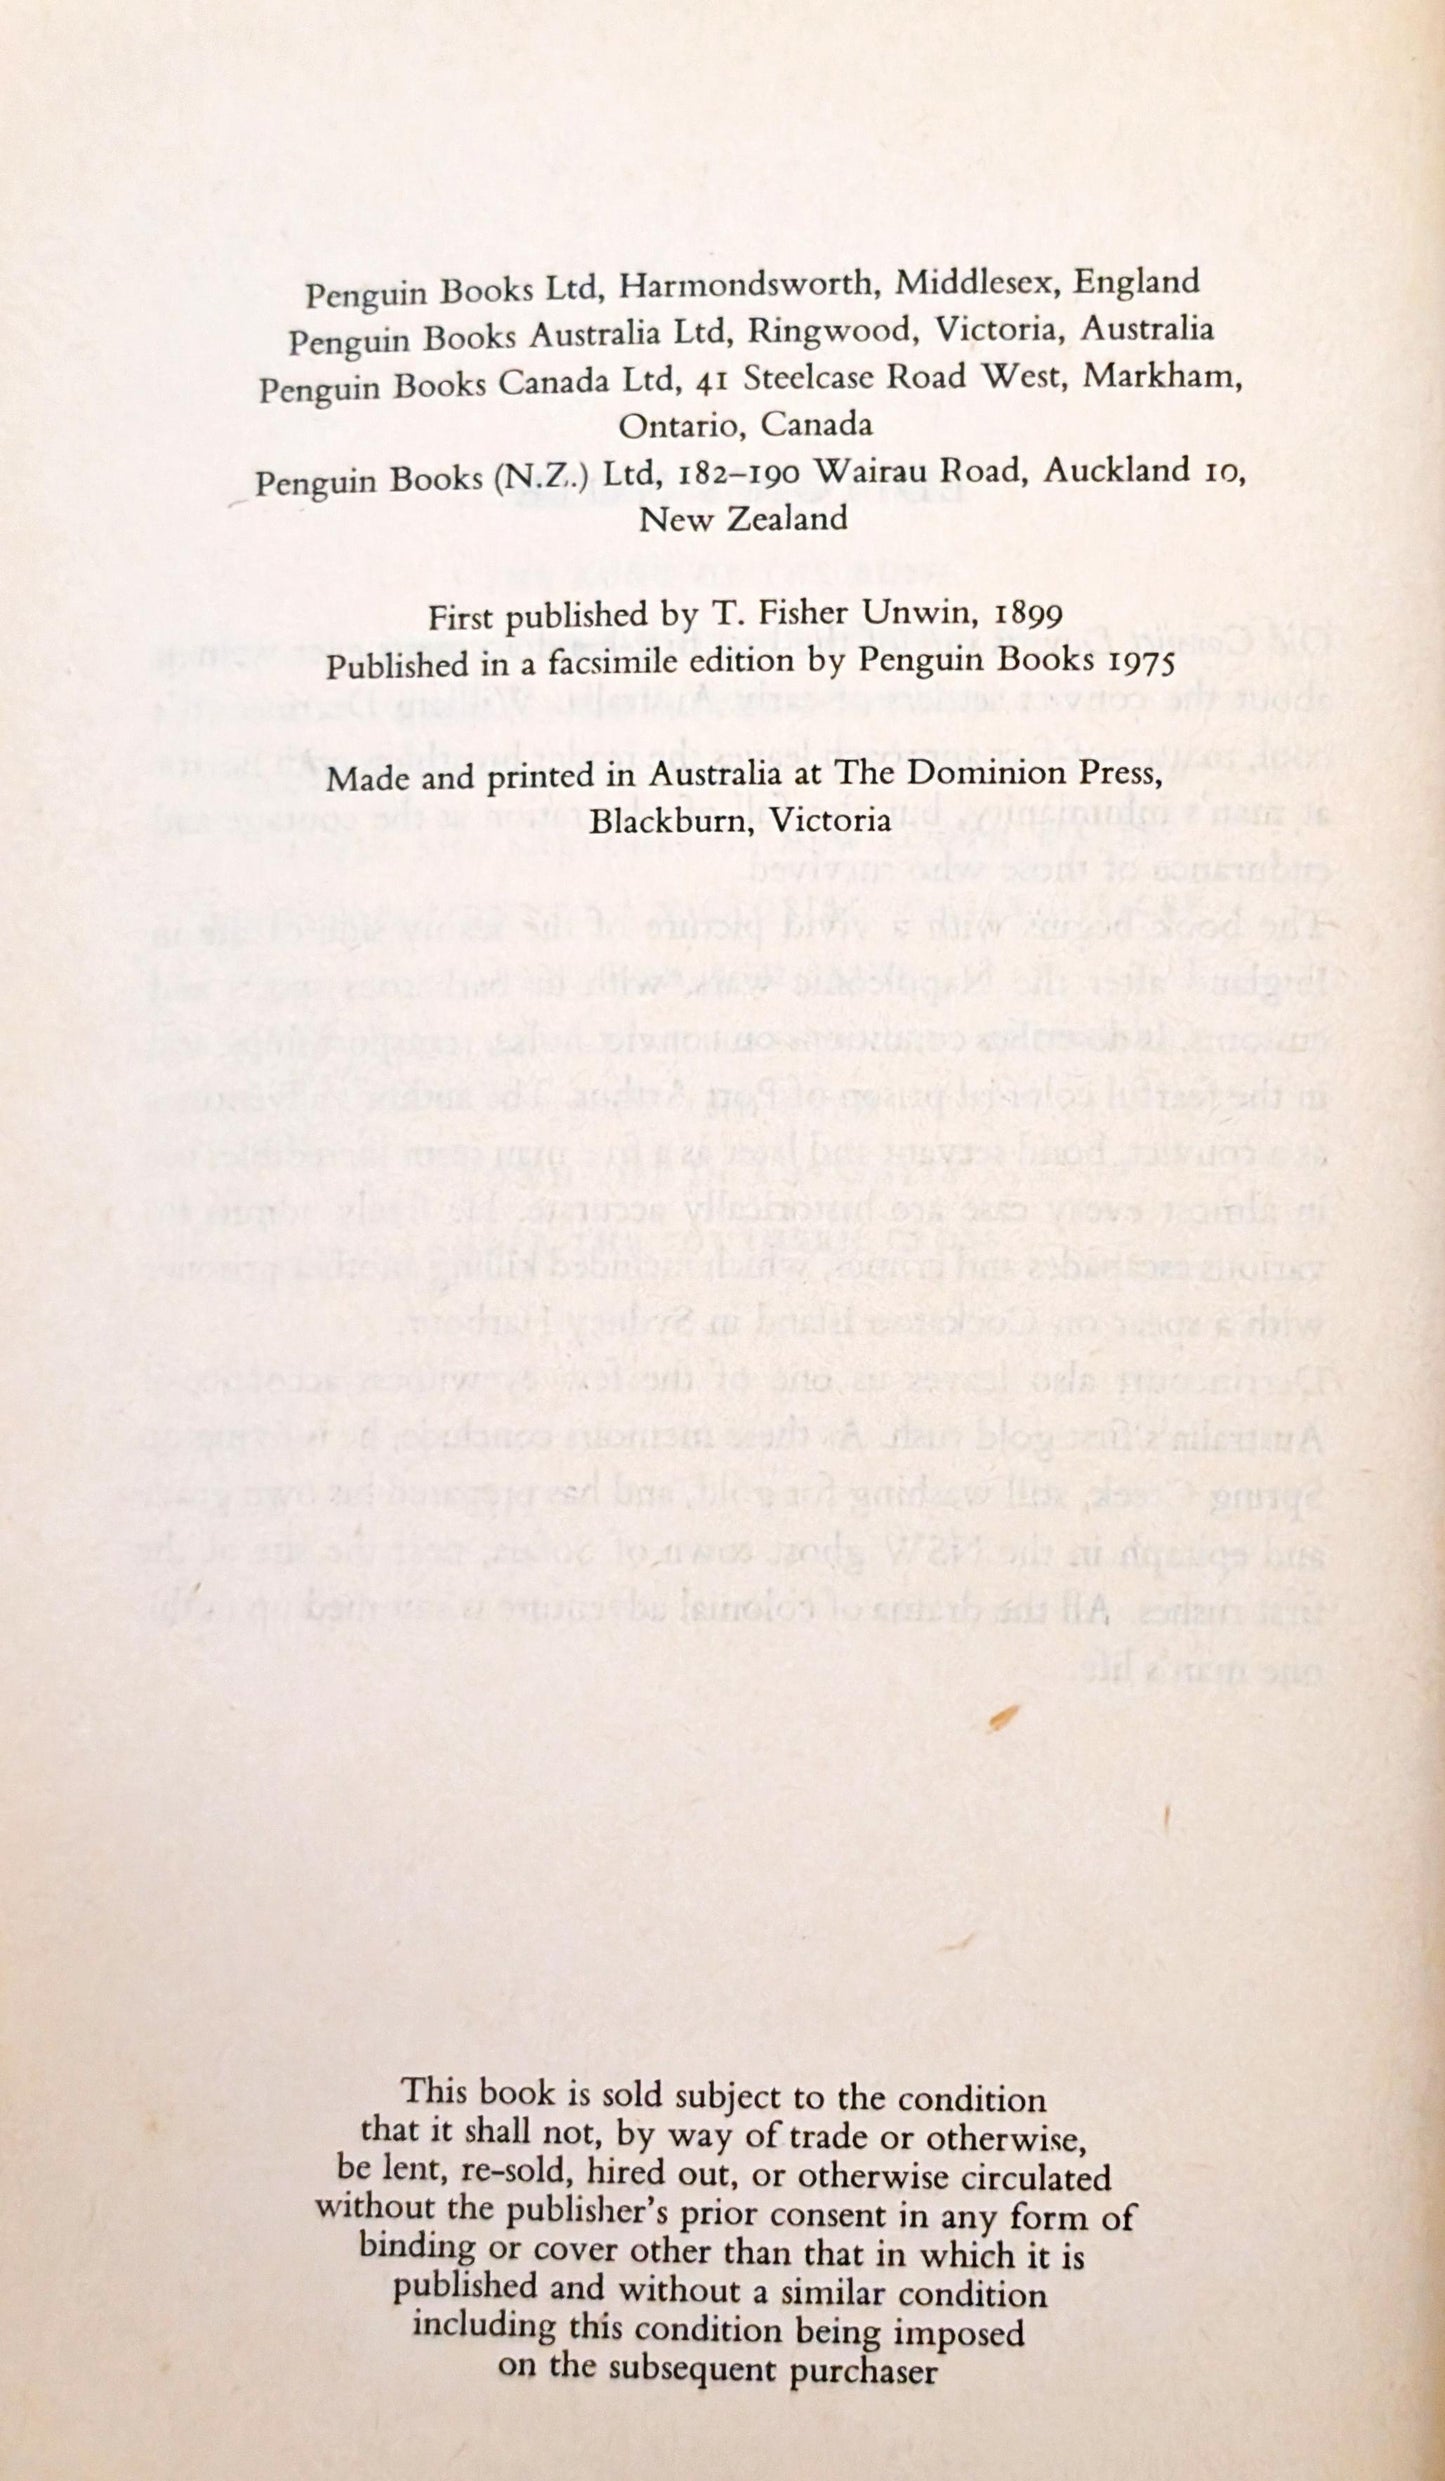 Penguin Books Ltd, Harmondsworth, Middlesex, England
Penguin Books Australia Ltd, Ringwood, Victoria, Australia
Penguin Books Canada Ltd, 41 Steelcase Road West, Markham,
Ontario, Canada
Penguin Books (N.Z.) Ltd, 182–190 Wairau Road, Auckland 10,
New Zealand
First published by T. Fisher Unwin, 1899
Published in a facsimile edition by Penguin Books 1975
Made and printed in Australia at The Dominion Press,
Blackburn, Victoria
This book is sold subject to the condition
that it shall not, by way of trade or otherwise,
be lent, re-sold, hired out, or otherwise circulated
without the publisher's prior consent in any form of
binding or cover other than that in which it is
published and without a similar condition
including this condition being imposed
on the subsequent purchaser